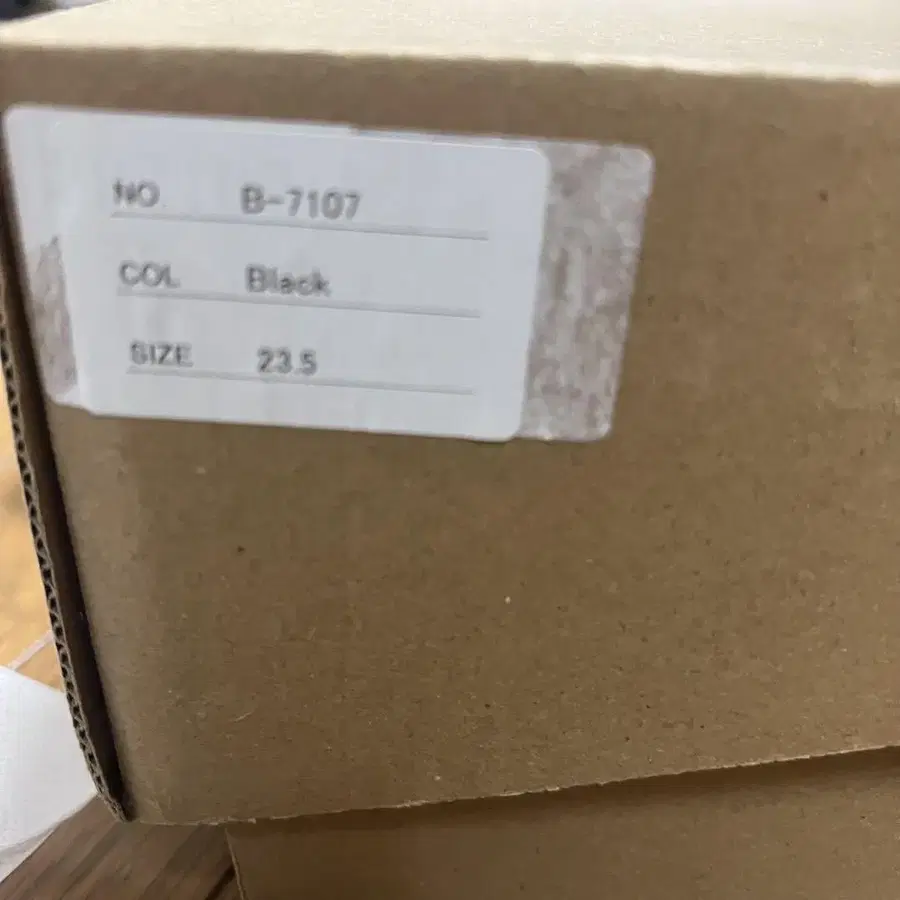 NO. B-7107
COL. Black
SIZE 23.5